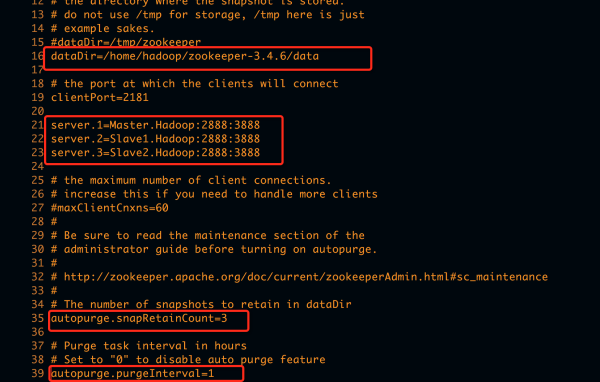 12 # the directory where the snapshot is stored.
13 # do not use /tmp for storage, /tmp here is just
14 # example sakes.
15 #dataDir=/tmp/zookeeper
16 dataDir=/home/hadoop/zookeeper-3.4.6/data
17
18 # the port at which the clients will connect
19 clientPort=2181
20
21 server.1=Master.Hadoop:2888:3888
22 server.2=Slave1.Hadoop:2888:3888
23 server.3=Slave2.Hadoop:2888:3888
24
25 # the maximum number of client connections.
26 # increase this if you need to handle more clients
27 #maxClientCnxns=60
28 #
29 # Be sure to read the maintenance section of the
30 # administrator guide before turning on autopurge.
31 #
32 # http://zookeeper.apache.org/doc/current/zookeeperAdmin.html#sc_maintenance
33 #
34 # The number of snapshots to retain in dataDir
35 autopurge.snapRetainCount=3
36
37 # Purge task interval in hours
38 # Set to "0" to disable auto purge feature
39 autopurge.purgeInterval=1